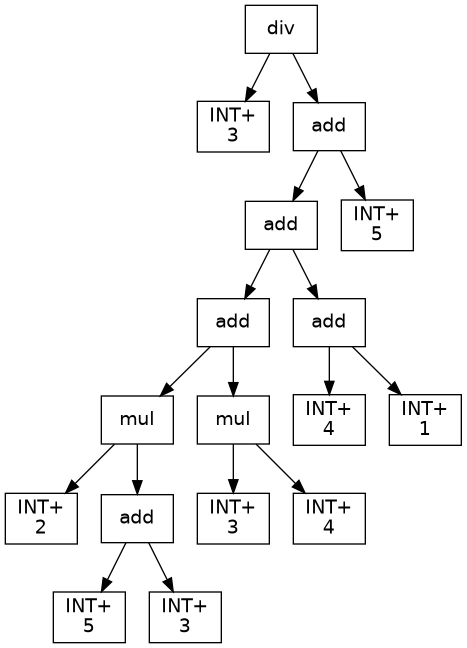 div
INT+
3
add
add
INT+
5
add
add
mul
mul
INT+
4
INT+
1
INT+
2
add
INT+
3
INT+
4
INT+
5
INT+
3